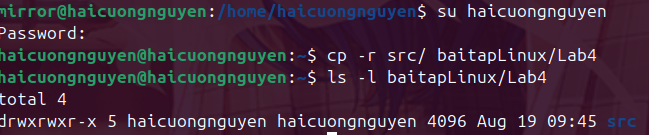 mirror@haicuongnguyen:/home/haicuongnguyen$ su haicuongnguyen
Password:
haicuongnguyen@haicuongnguyen:~$ cp -r src/ baitapLinux/Lab4
haicuongnguyen@haicuongnguyen:~$ ls -l baitapLinux/Lab4
total 4
drwxrwxr-x 5 haicuongnguyen haicuongnguyen 4096 Aug 19 09:45 src